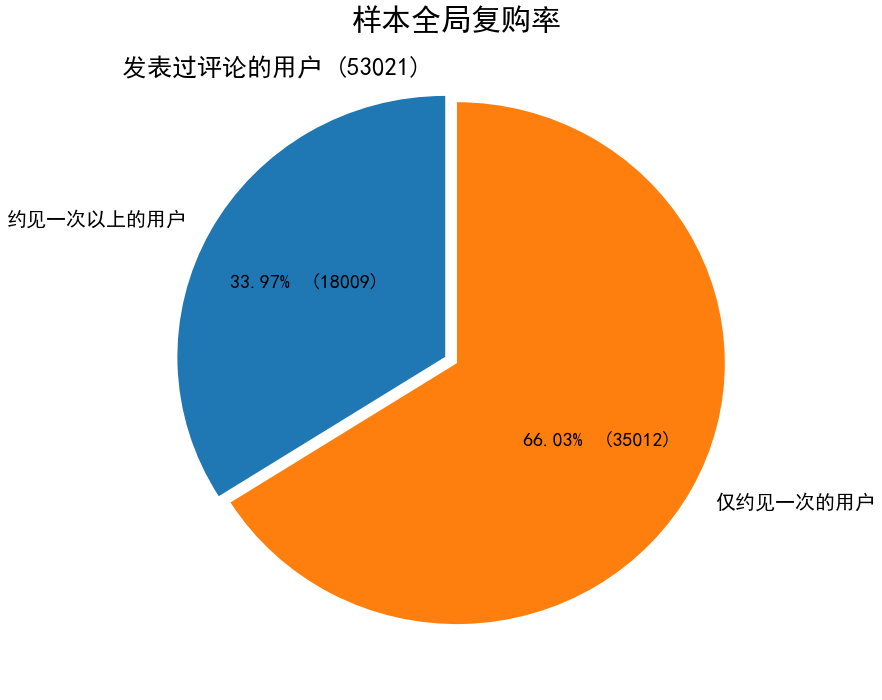 样本全局复购率
发表过评论的用户 (53021)
约见一次以上的用户
33.97% (18009)
66.03% (35012)
仅约见一次的用户